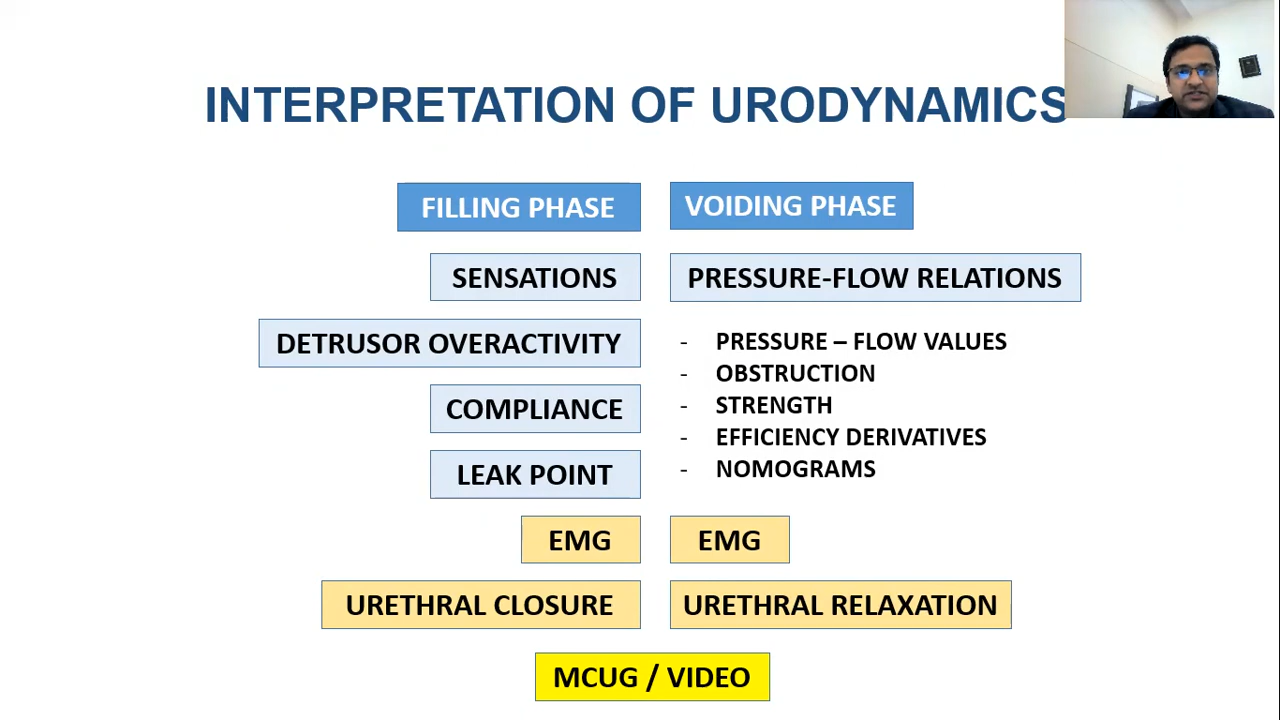 INTERPRETATION OF URODYNAMICS
FILLING PHASE
VOIDING PHASE
SENSATIONS
PRESSURE-FLOW RELATIONS
DETRUSOR OVERACTIVITY
- PRESSURE – FLOW VALUES
- OBSTRUCTION
COMPLIANCE
- STRENGTH
- EFFICIENCY DERIVATIVES
LEAK POINT
- NOMOGRAMS
EMG
EMG
URETHRAL CLOSURE
URETHRAL RELAXATION
MCUG / VIDEO